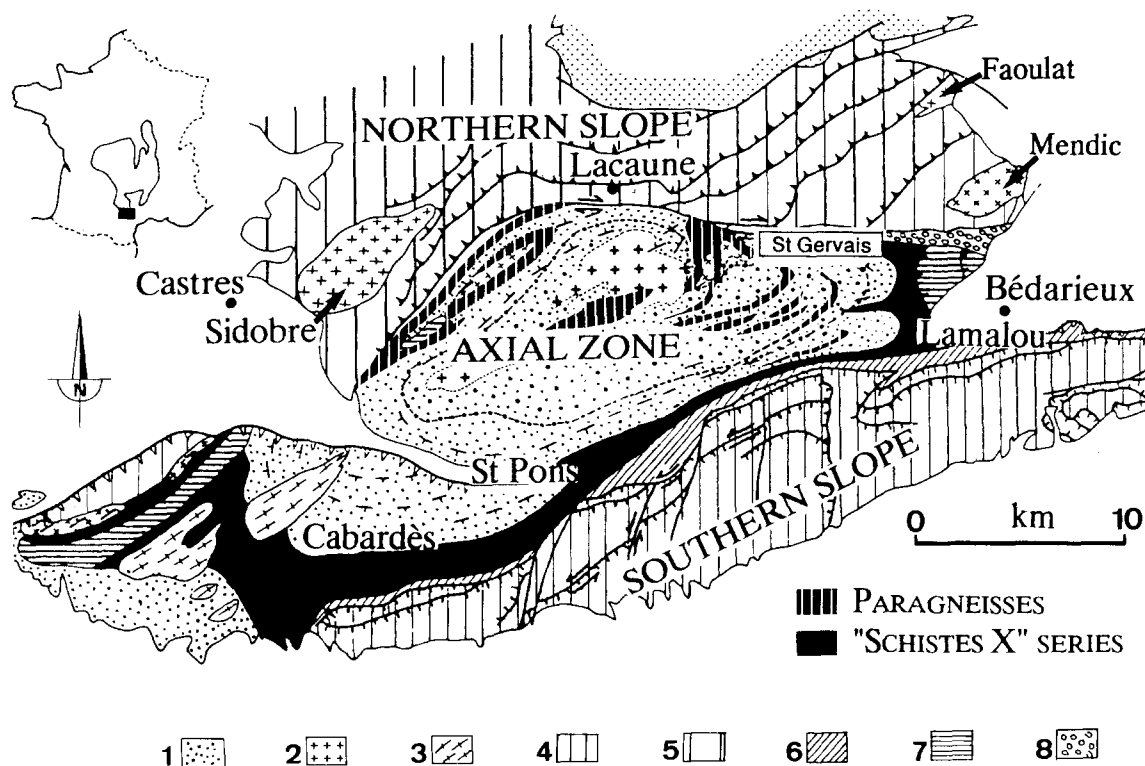 Faoulat
NORTHERN SLOPE
Mendic
Lacaune
St Gervais
Castres
Bédarieux
Sidobre
AXIAL ZONE
Lamalou
N
St Pons
SOUTHERN SLOPE
Cabardès
0 km 10
PARAGNEISSES
"SCHISTES X" SERIES
1 2 3 4 5 6 7 8